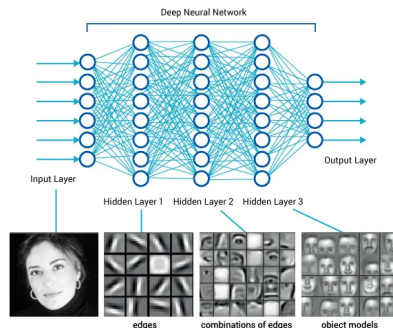 Deep Neural Network
Input Layer
Output Layer
Hidden Layer 1 Hidden Layer 2 Hidden Layer 3
edges combinations of edges object models